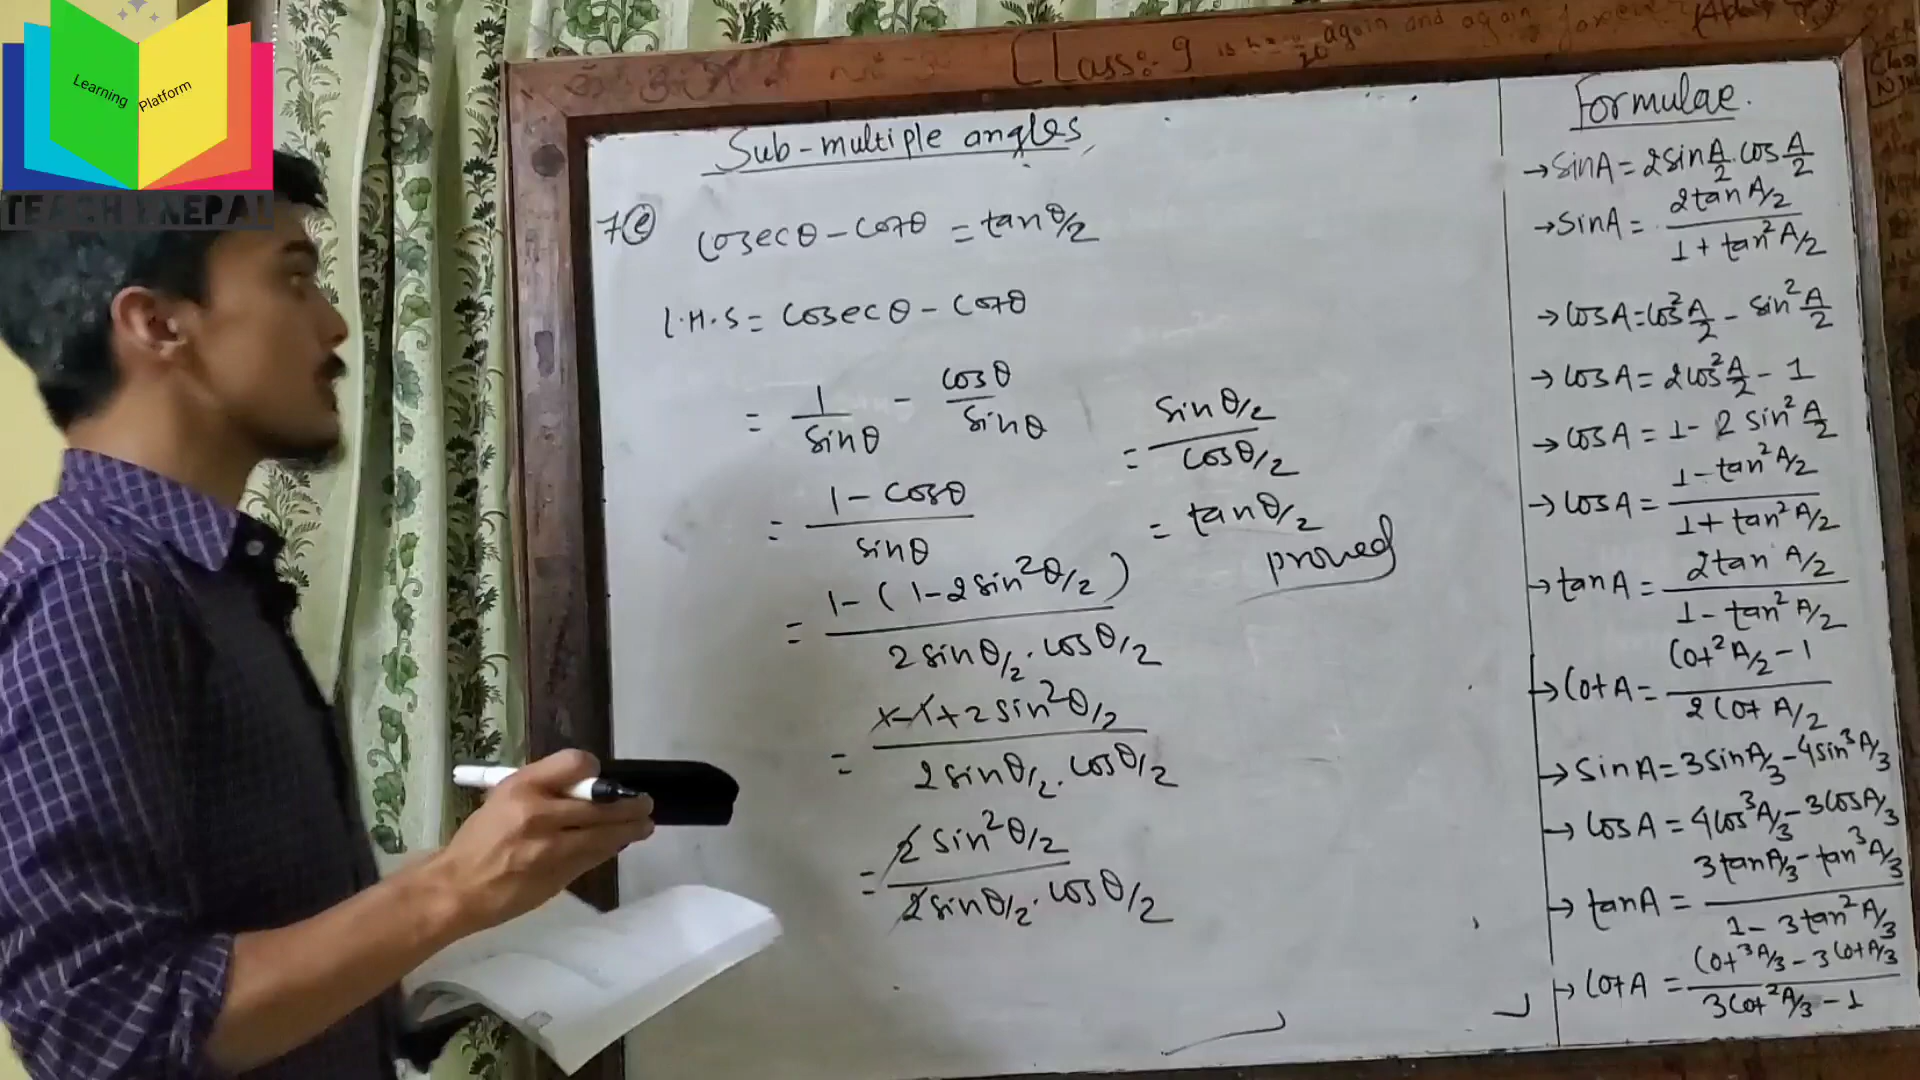 Learning Platform
TEACH NEPAL
Class:- 9 is again and again
Sub-multiple angles
7(e) cosecθ - cotθ = tanθ/2
L.H.S = cosecθ - cotθ
= 1/sinθ - cosθ/sinθ
= (1 - cosθ)/sinθ
= 1-(1-2sin²θ/2) / 2sinθ/2 . cosθ/2
= 1-1+2sin²θ/2 / 2sinθ/2 . cosθ/2
= 2sin²θ/2 / 2sinθ/2 . cosθ/2
= sinθ/2 / cosθ/2
= tanθ/2
proved
Formulae.
→ SinA = 2sinA/2 . cosA/2
→ SinA = 2tanA/2 / 1 + tan²A/2
→ cosA = cos²A/2 - sin²A/2
→ cosA = 2cos²A/2 - 1
→ cosA = 1 - 2sin²A/2
→ cosA = 1 - tan²A/2 / 1 + tan²A/2
→ tanA = 2tanA/2 / 1 - tan²A/2
→ CotA = Cot²A/2 - 1 / 2CotA/2
→ SinA = 3sinA/3 - 4sin³A/3
→ cosA = 4cos³A/3 - 3cosA/3
→ tanA = 3tanA/3 - tan³A/3 / 1 - 3tan²A/3
→ CotA = Cot³A/3 - 3CotA/3 / 3Cot²A/3 - 1